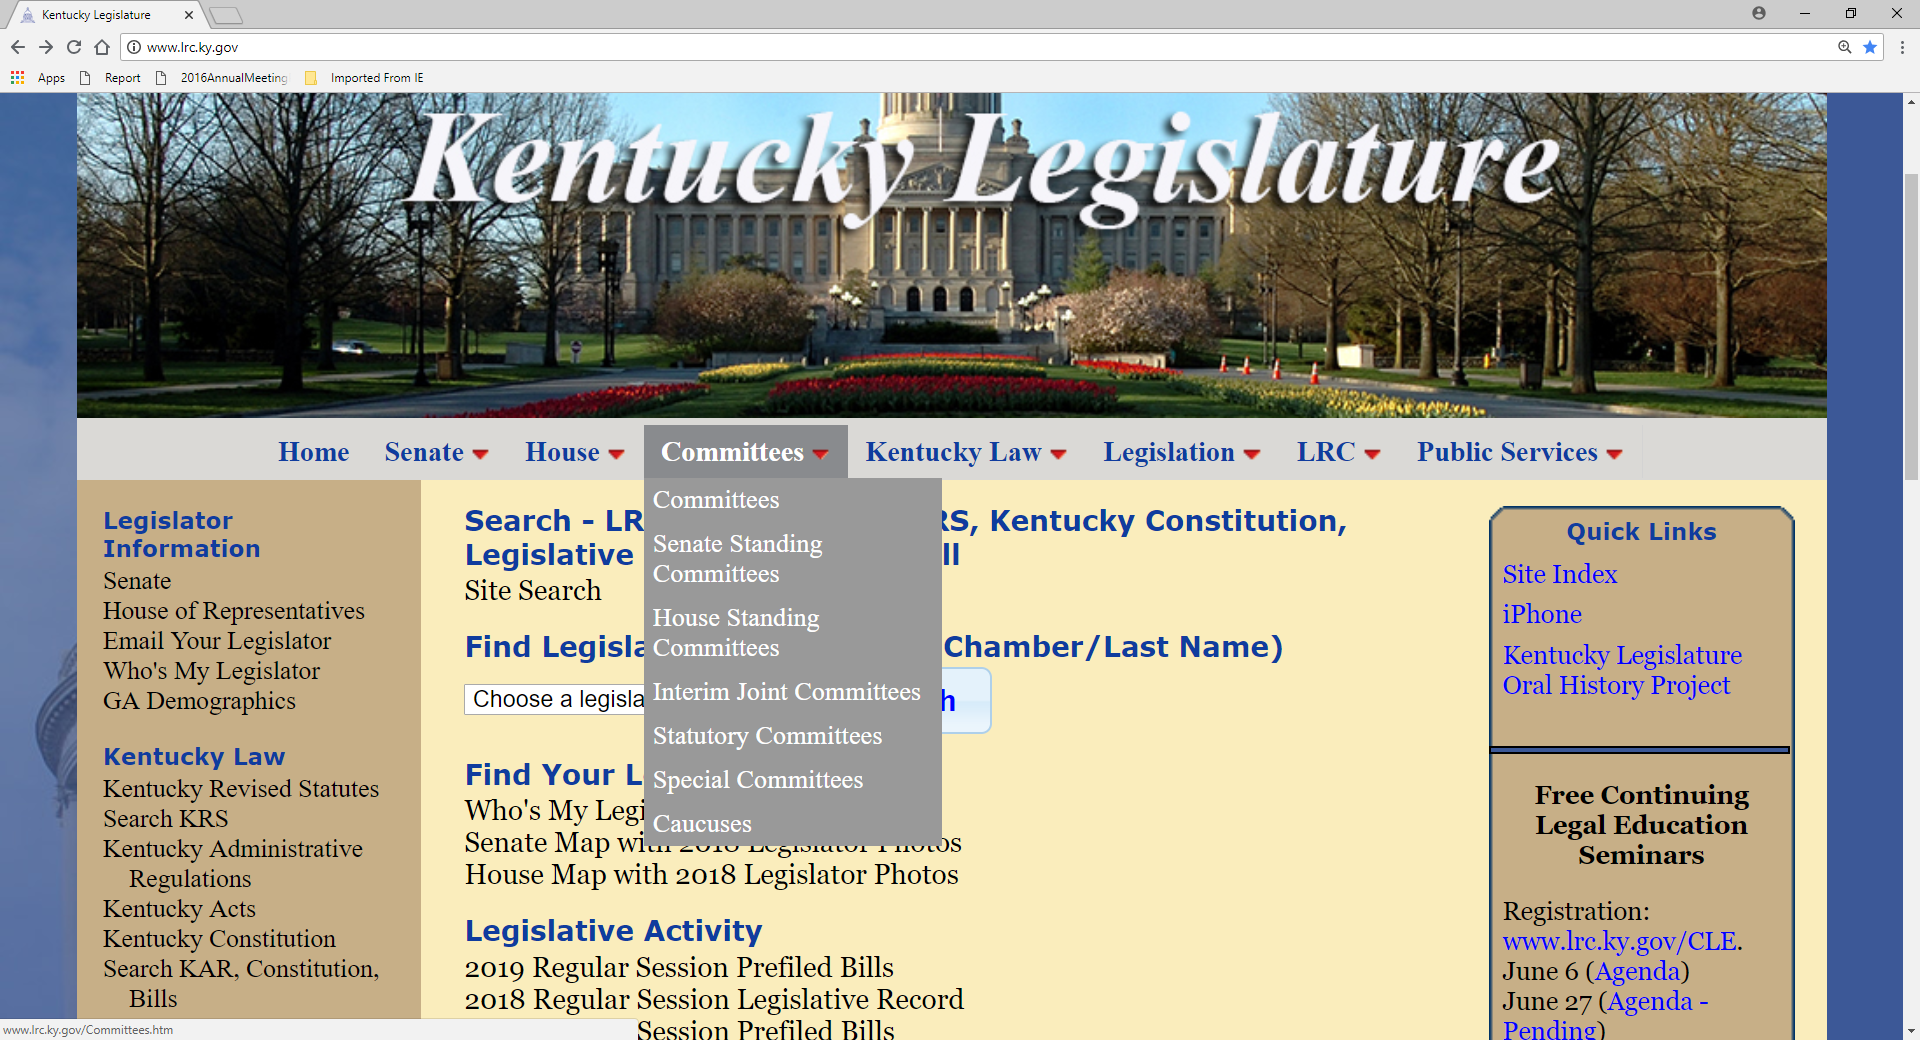 Kentucky Legislature
www.lrc.ky.gov
Apps Report 2016AnnualMeeting Imported From IE
Kentucky Legislature
Home Senate House Committees Kentucky Law Legislation LRC Public Services
Committees
Senate Standing
Committees
House Standing
Committees
Interim Joint Committees
Statutory Committees
Special Committees
Caucuses
Legislator
Information
Senate
House of Representatives
Email Your Legislator
Who's My Legislator
GA Demographics
Kentucky Law
Kentucky Revised Statutes
Search KRS
Kentucky Administrative
Regulations
Kentucky Acts
Kentucky Constitution
Search KAR, Constitution,
Bills
Search - LR RS, Kentucky Constitution,
Legislative ll
Site Search
Find Legisla Chamber/Last Name)
Choose a legisla h
Find Your L
Who's My Legi
Senate Map with 2018 Legislator Photos
House Map with 2018 Legislator Photos
Legislative Activity
2019 Regular Session Prefiled Bills
2018 Regular Session Legislative Record
Session Prefiled Bills
Quick Links
Site Index
iPhone
Kentucky Legislature
Oral History Project
Free Continuing
Legal Education
Seminars
Registration:
www.lrc.ky.gov/CLE.
June 6 (Agenda)
June 27 (Agenda -
Pending)
www.lrc.ky.gov/Committees.htm